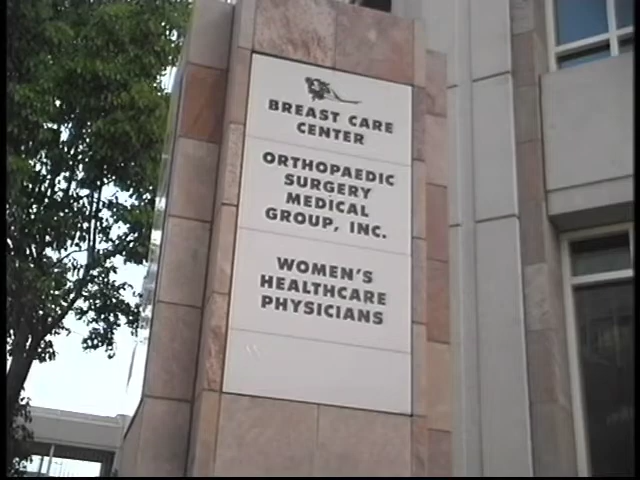 BREAST CARE
CENTER
ORTHOPAEDIC
SURGERY
MEDICAL
GROUP, INC.
WOMEN'S
HEALTHCARE
PHYSICIANS